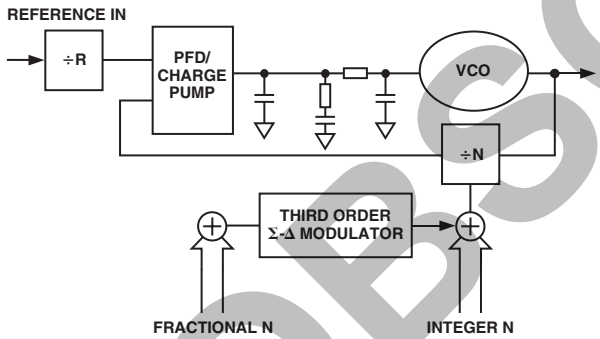 REFERENCE IN
÷R
PFD/
CHARGE
PUMP
VCO
÷N
THIRD ORDER
Σ-Δ MODULATOR
+
+
FRACTIONAL N
INTEGER N